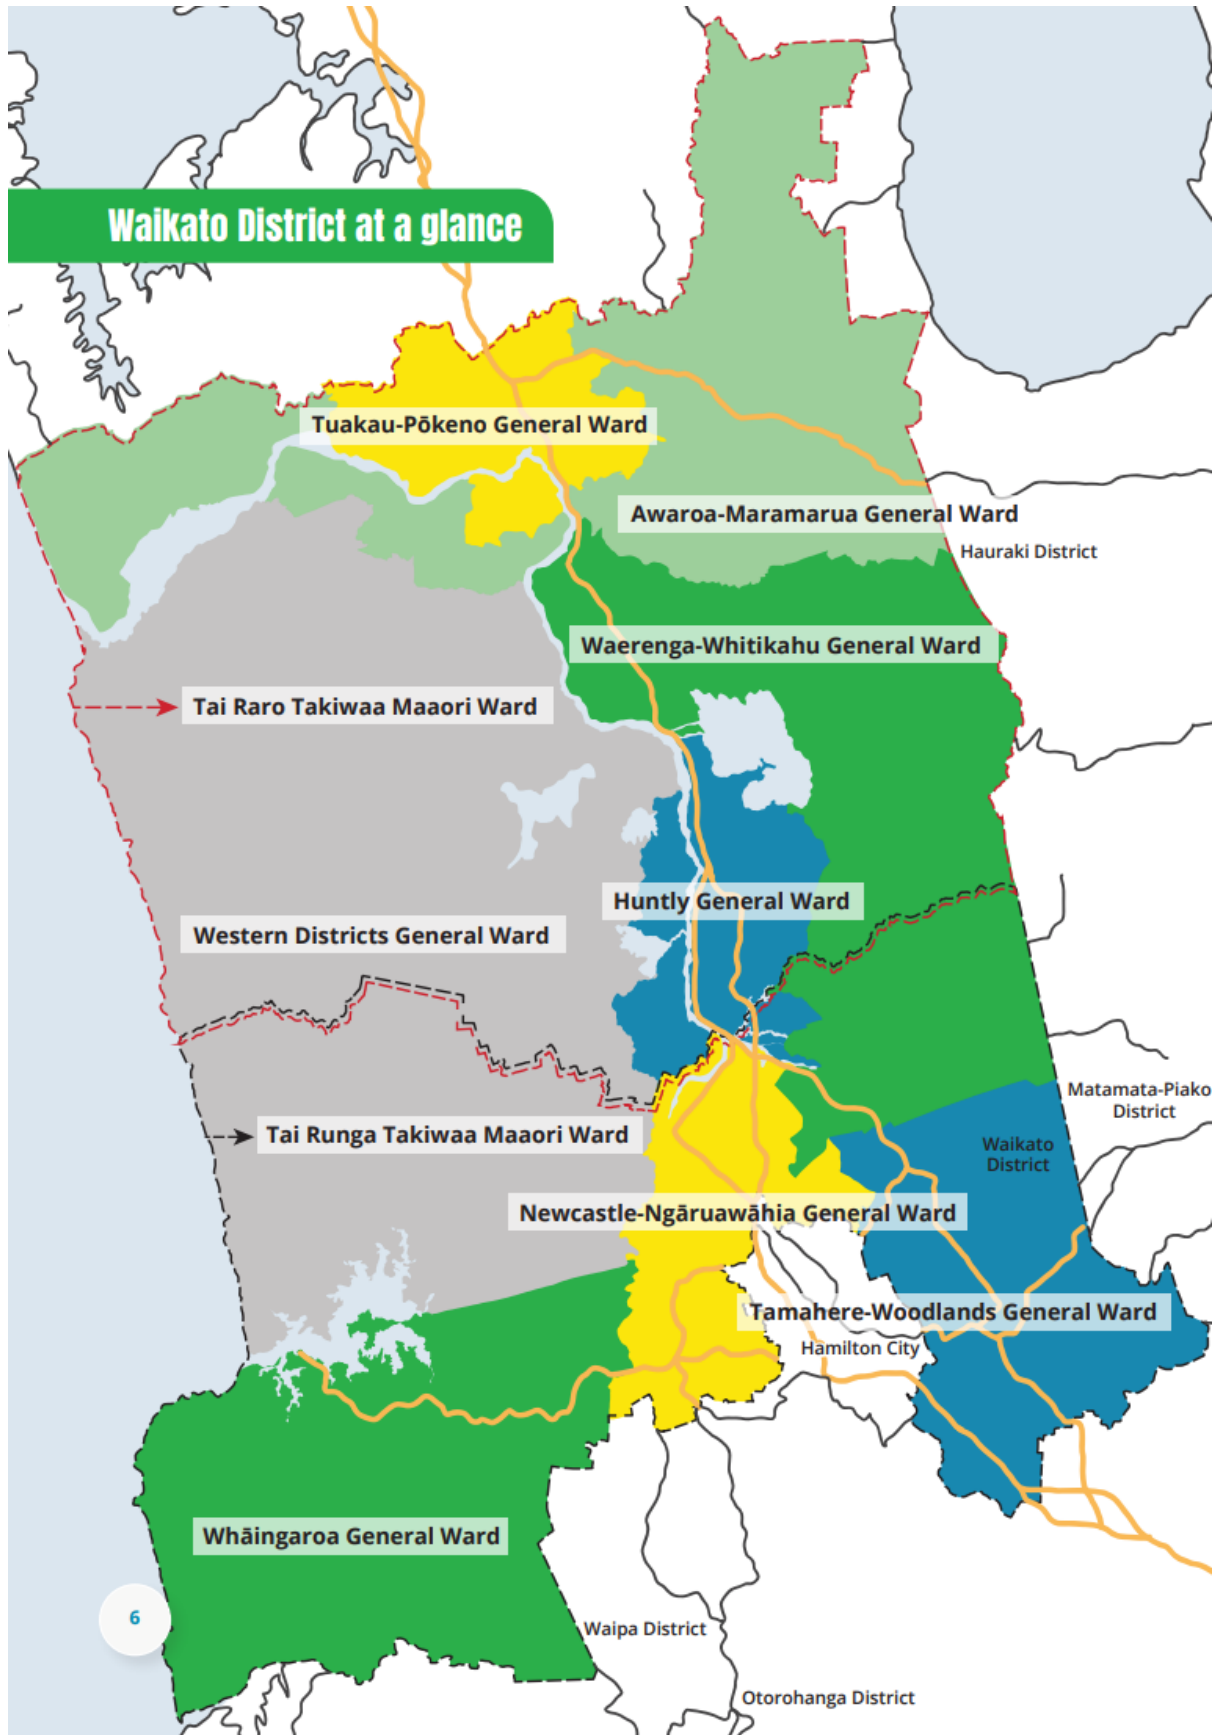 Waikato District at a glance
Tuakau-Pōkeno General Ward
Awaroa-Maramarua General Ward
Hauraki District
Waerenga-Whitikahu General Ward
Tai Raro Takiwaa Maaori Ward
Huntly General Ward
Western Districts General Ward
Matamata-Piako
District
Tai Runga Takiwaa Maaori Ward
Waikato
District
Newcastle-Ngāruawāhia General Ward
Tamahere-Woodlands General Ward
Hamilton City
Whāingaroa General Ward
6
Waipa District
Otorohanga District